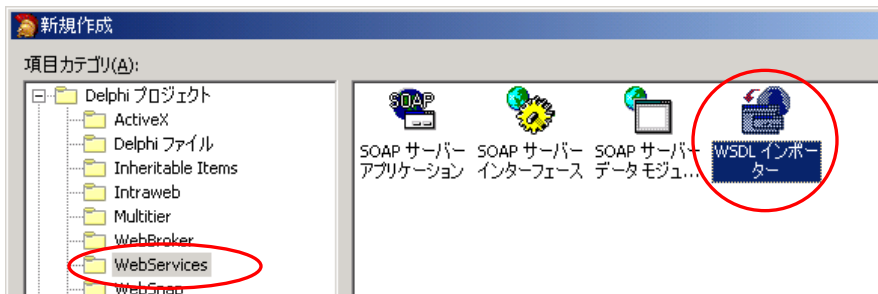 新規作成
項目カテゴリ(A):
Delphi プロジェクト
ActiveX
Delphi ファイル
Inheritable Items
Intraweb
Multitier
WebBroker
WebServices
WebSnap
SOAP
SOAP サーバー
アプリケーション
SOAP サーバー
インターフェース
SOAP サーバー
データ モジュ...
WSDL インポー
ター